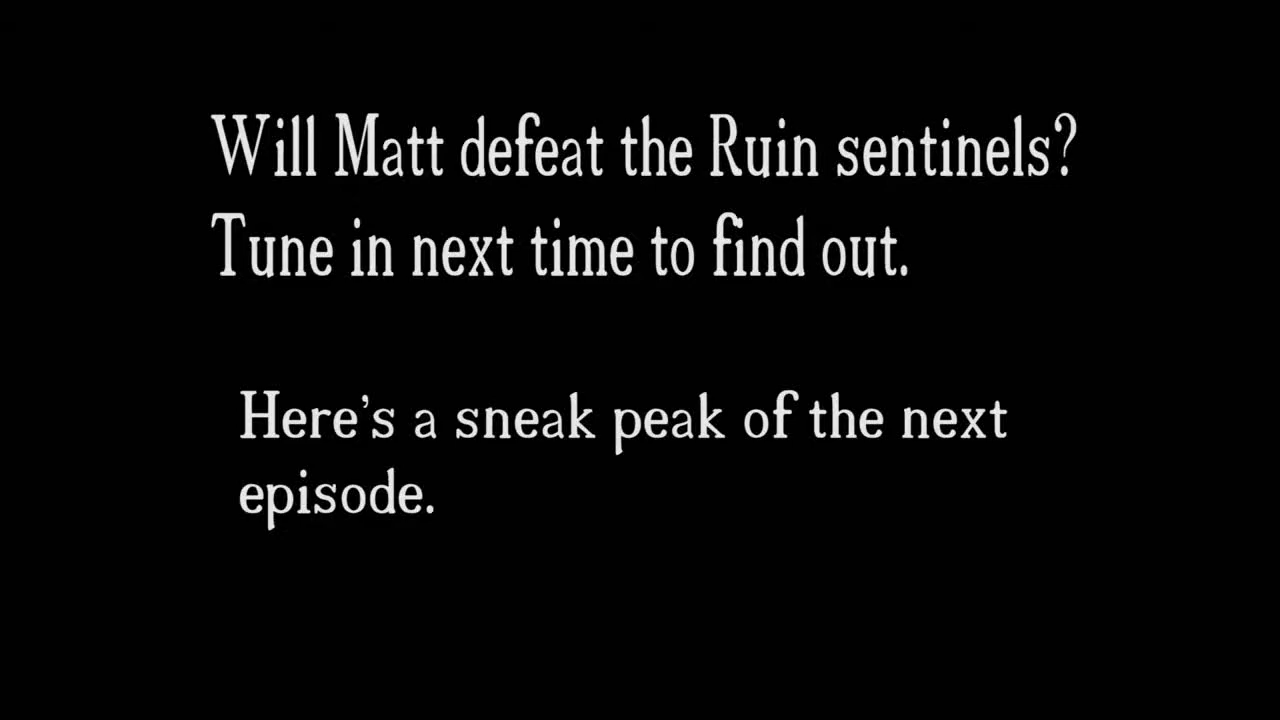 Will Matt defeat the Ruin sentinels?
Tune in next time to find out.
Here's a sneak peak of the next
episode.